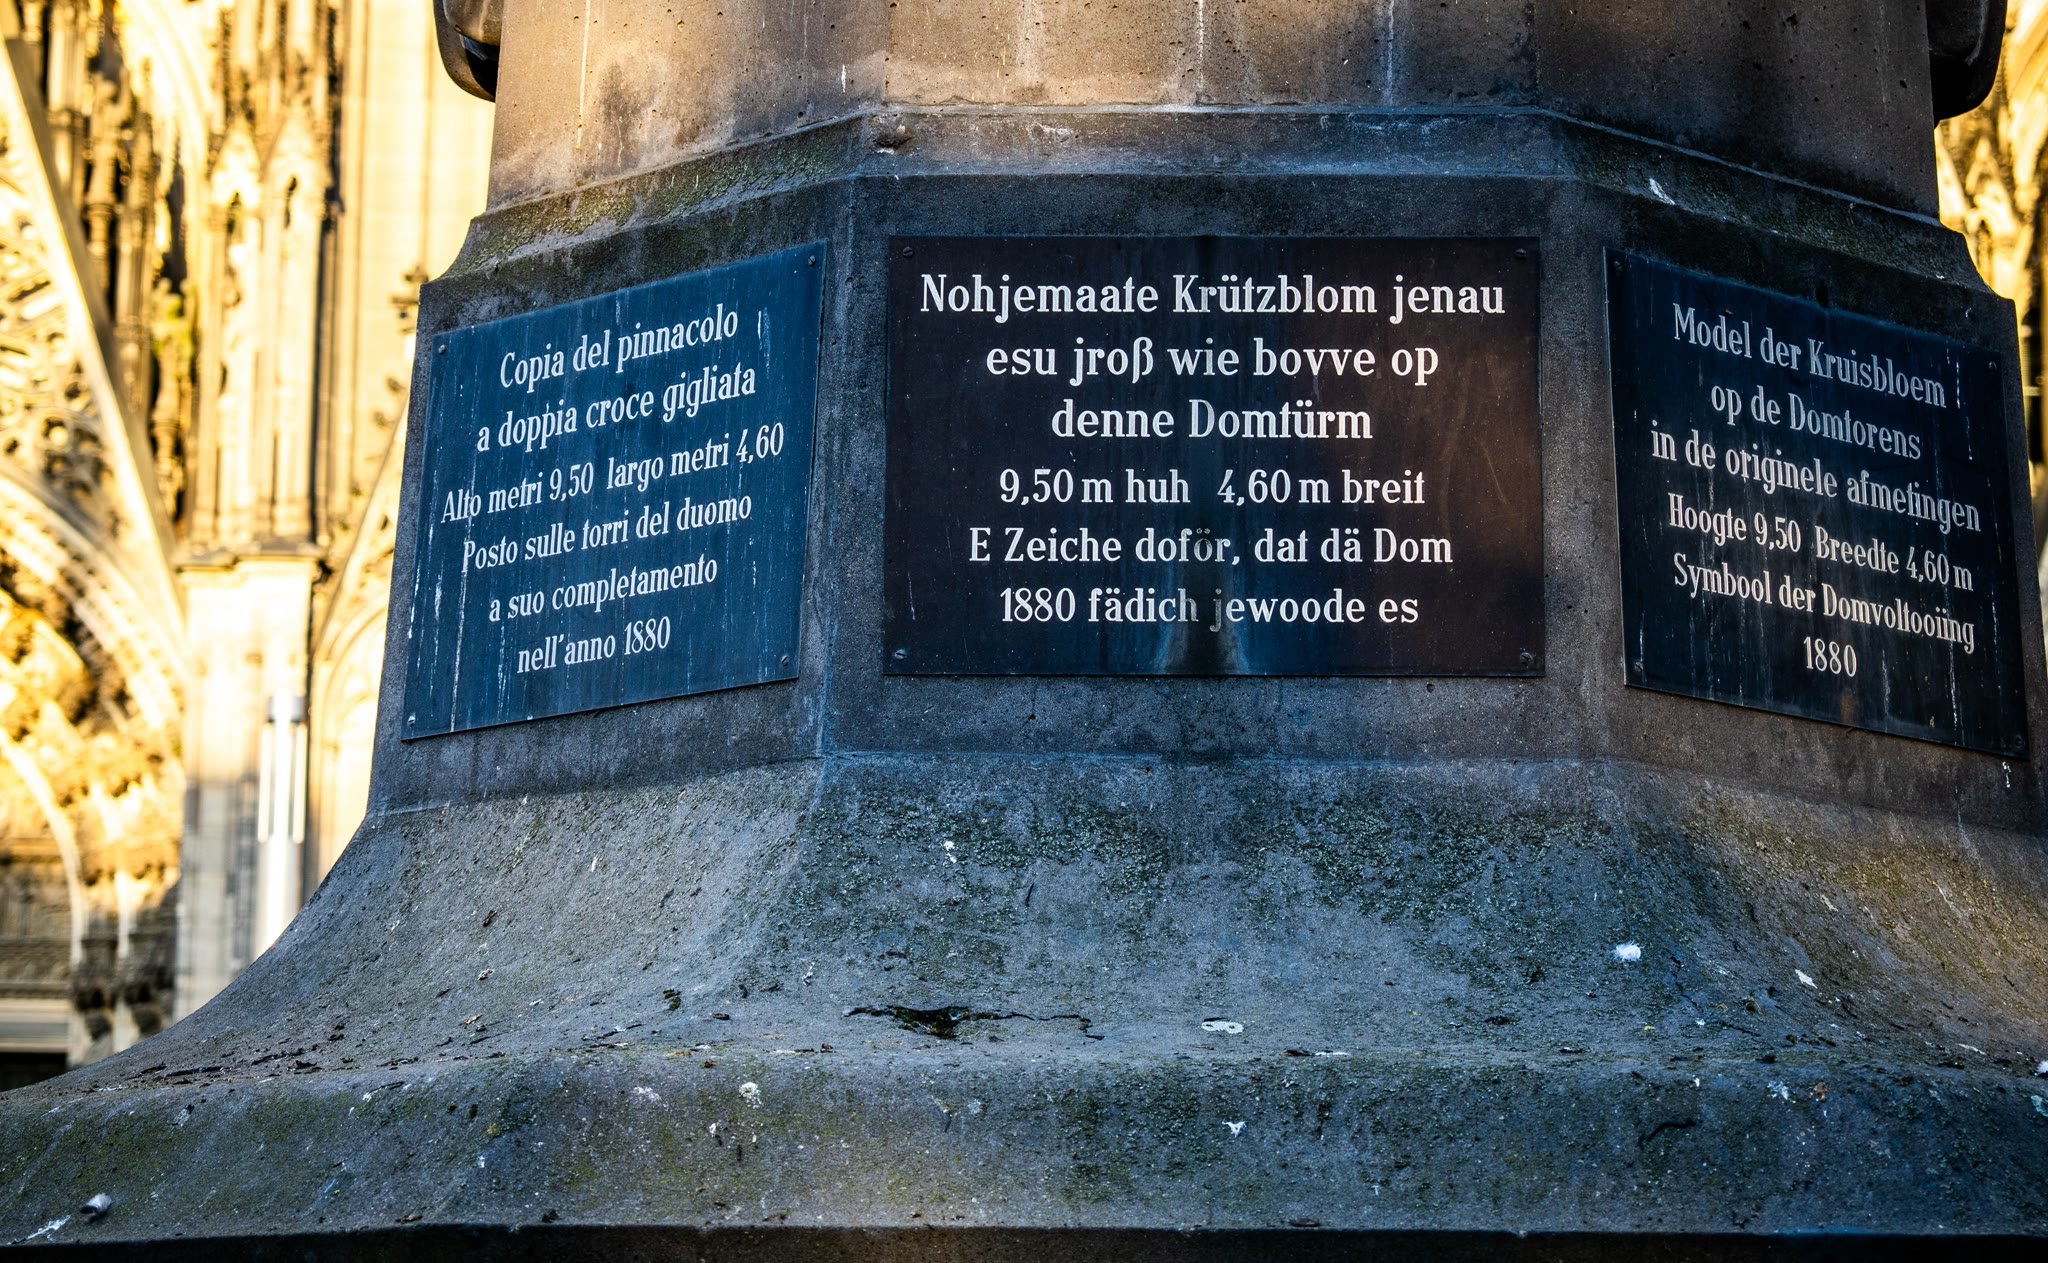 Copia del pinnacolo
a doppia croce gigliata
Alto metri 9,50 largo metri 4,60
Posto sulle torri del duomo
a suo completamento
nell'anno 1880
Nohjemaate Krützblom jenau
esu jroß wie bovve op
denne Domtürm
9,50 m huh 4,60 m breit
E Zeiche doför, dat dä Dom
1880 fädich jewoode es
Model der Kruisbloem
op de Domtorens
in de originele afmetingen
Hoogte 9,50 Breedte 4,60 m
Symbool der Domvoltooiïng
1880